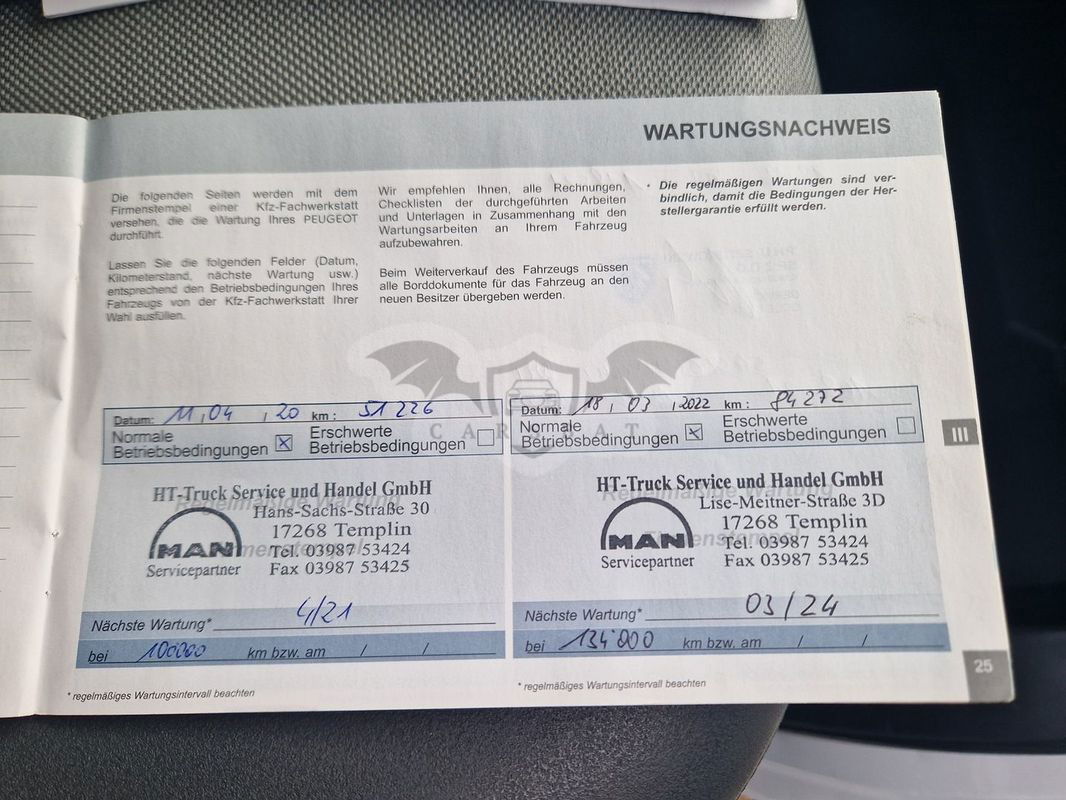 WARTUNGSNACHWEIS
Die folgenden Seiten werden mit dem
Firmenstempel einer Kfz-Fachwerkstatt
versehen, die die Wartung Ihres PEUGEOT
durchführt.
Lassen Sie die folgenden Felder (Datum,
Kilometerstand, nächste Wartung usw.)
entsprechend den Betriebsbedingungen Ihres
Fahrzeugs von der Kfz-Fachwerkstatt Ihrer
Wahl ausfüllen.
Wir empfehlen Ihnen, alle Rechnungen,
Checklisten der durchgeführten Arbeiten
und Unterlagen in Zusammenhang mit den
Wartungsarbeiten an Ihrem Fahrzeug
aufzubewahren.
Beim Weiterverkauf des Fahrzeugs müssen
alle Borddokumente für das Fahrzeug an den
neuen Besitzer übergeben werden.
• Die regelmäßigen Wartungen sind ver-
bindlich, damit die Bedingungen der Her-
stellergarantie erfüllt werden.
Datum: 11, 04, 20 km: 51226
Normale
Betriebsbedingungen
Erschwerte
Betriebsbedingungen
Regelmäßige Wartung
HT-Truck Service und Handel GmbH
Hans-Sachs-Straße 30
17268 Templin
MAN
Tel. 03987 53424
Servicepartner
Fax 03987 53425
Nächste Wartung* 4/21
bei 100000 km bzw. am / /
* regelmäßiges Wartungsintervall beachten
Datum: 18, 03, 2022 km: 84272
Normale
Betriebsbedingungen
Erschwerte
Betriebsbedingungen
Regelmäßige Wartung
HT-Truck Service und Handel GmbH
Lise-Meitner-Straße 3D
17268 Templin
MAN
Tel. 03987 53424
Servicepartner
Fax 03987 53425
Nächste Wartung* 03/24
bei 134000 km bzw. am / /
* regelmäßiges Wartungsintervall beachten
III
25